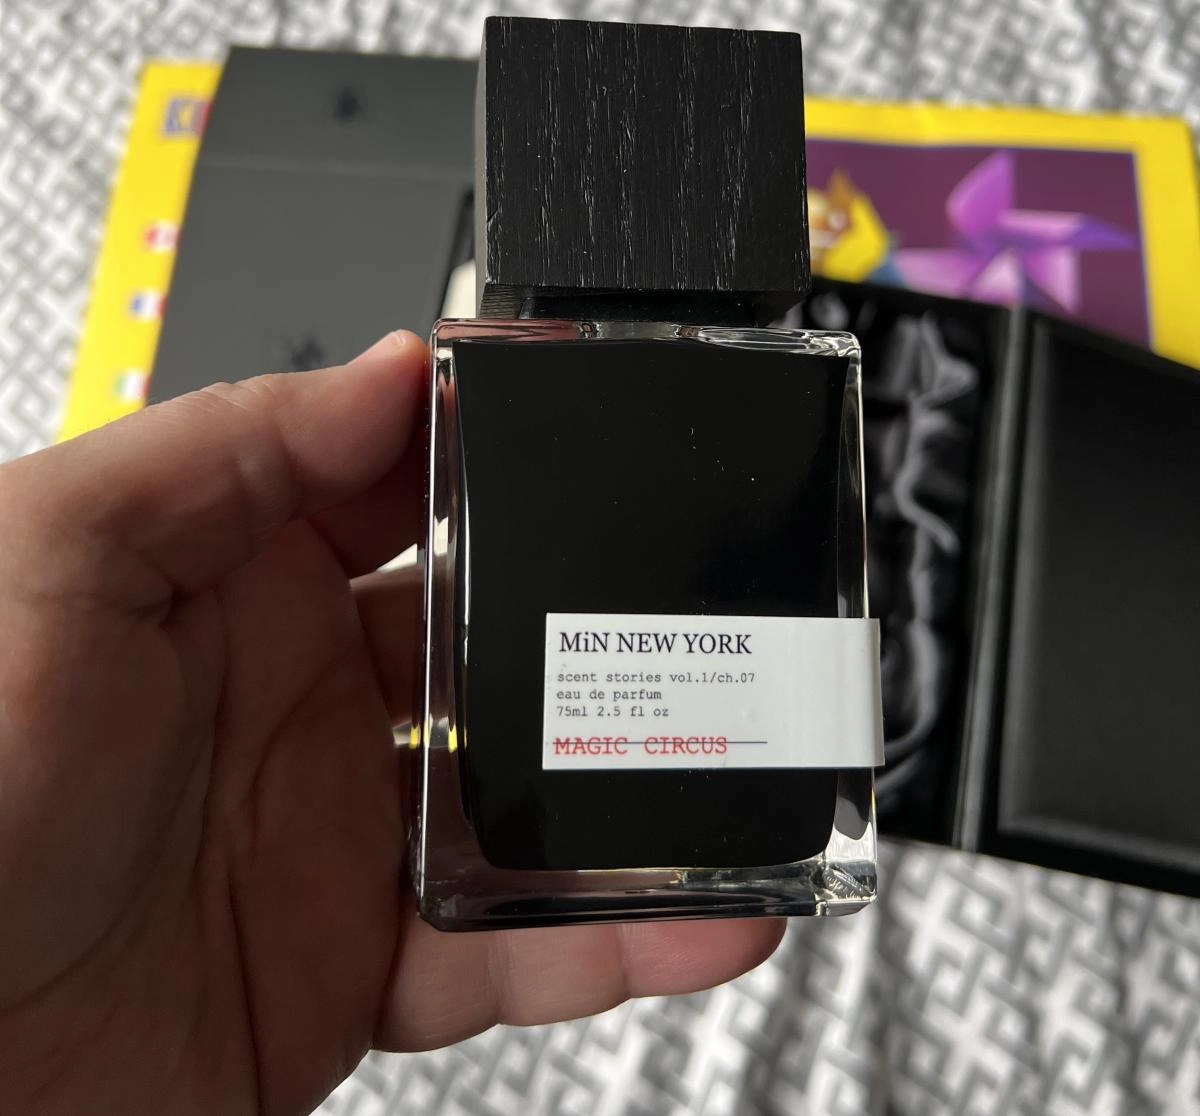 MiN NEW YORK
scent stories vol.1/ch.07
eau de parfum
75ml 2.5 fl oz
MAGIC CIRCUS